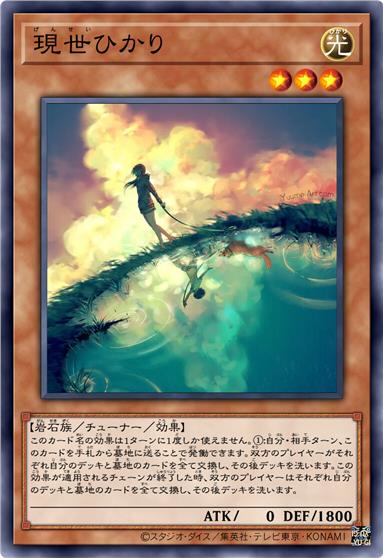 現世ひかり
光
Yuumei-Art.com
【岩石族／チューナー／効果】
このカード名の効果は1ターンに1度しか使えません。①:自分・相手ターン、こ
のカードを手札から墓地に送ることで発動できます。双方のプレイヤーがそ
れぞれ自分のデッキと墓地のカードを全て交換し、その後デッキを洗います。この
効果が適用されるチェーンが終了した時、双方のプレイヤーはそれぞれ自分
のデッキと墓地のカードを全て交換し、その後デッキを洗います。
ATK/ 0 DEF/1800
©スタジオ・ダイス／集英社・テレビ東京・KONAMI